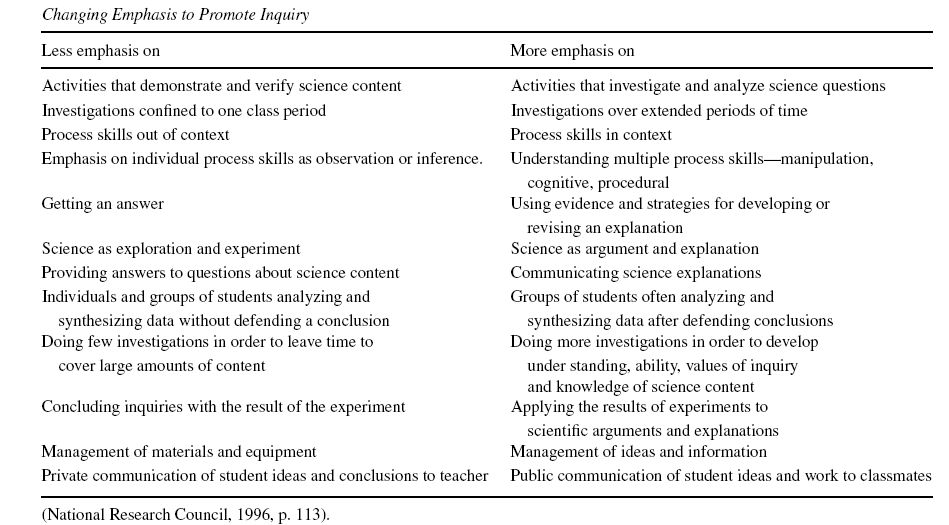 Changing Emphasis to Promote Inquiry
Less emphasis on More emphasis on
Activities that demonstrate and verify science content Activities that investigate and analyze science questions
Investigations confined to one class period Investigations over extended periods of time
Process skills out of context Process skills in context
Emphasis on individual process skills as observation or inference. Understanding multiple process skills—manipulation,
cognitive, procedural
Getting an answer Using evidence and strategies for developing or
revising an explanation
Science as exploration and experiment Science as argument and explanation
Providing answers to questions about science content Communicating science explanations
Individuals and groups of students analyzing and Groups of students often analyzing and
synthesizing data without defending a conclusion synthesizing data after defending conclusions
Doing few investigations in order to leave time to Doing more investigations in order to develop
cover large amounts of content under standing, ability, values of inquiry
and knowledge of science content
Concluding inquiries with the result of the experiment Applying the results of experiments to
scientific arguments and explanations
Management of materials and equipment Management of ideas and information
Private communication of student ideas and conclusions to teacher Public communication of student ideas and work to classmates
(National Research Council, 1996, p. 113).